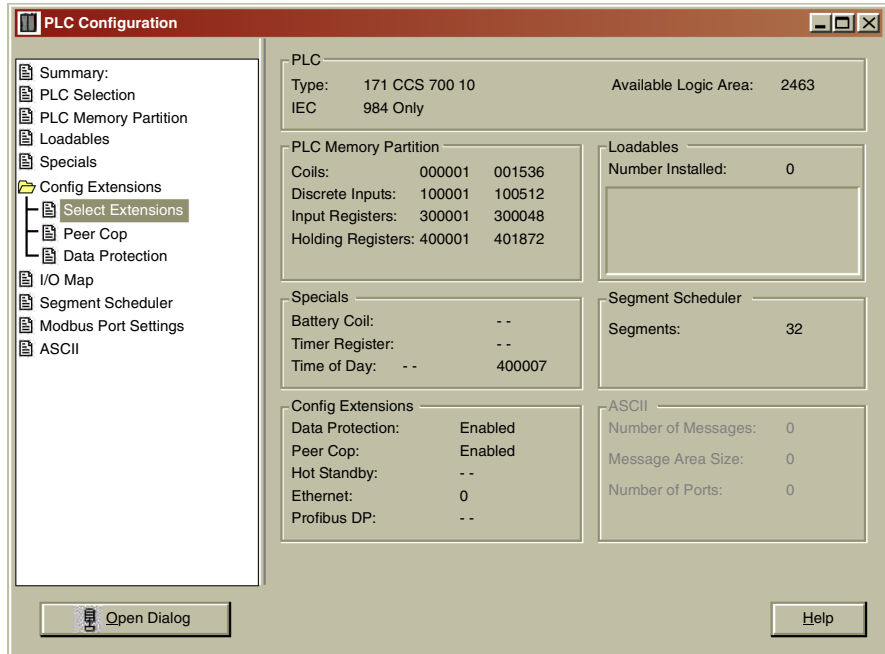 PLC Configuration
Summary:
PLC Selection
PLC Memory Partition
Loadables
Specials
Config Extensions
Select Extensions
Peer Cop
Data Protection
I/O Map
Segment Scheduler
Modbus Port Settings
ASCII
PLC
Type: 171 CCS 700 10 Available Logic Area: 2463
IEC 984 Only
PLC Memory Partition
Coils: 000001 001536
Discrete Inputs: 100001 100512
Input Registers: 300001 300048
Holding Registers: 400001 401872
Loadables
Number Installed: 0
Specials
Battery Coil: - -
Timer Register: - -
Time of Day: - - 400007
Segment Scheduler
Segments: 32
Config Extensions
Data Protection: Enabled
Peer Cop: Enabled
Hot Standby: - -
Ethernet: 0
Profibus DP: - -
ASCII
Number of Messages: 0
Message Area Size: 0
Number of Ports: 0
Open Dialog
Help